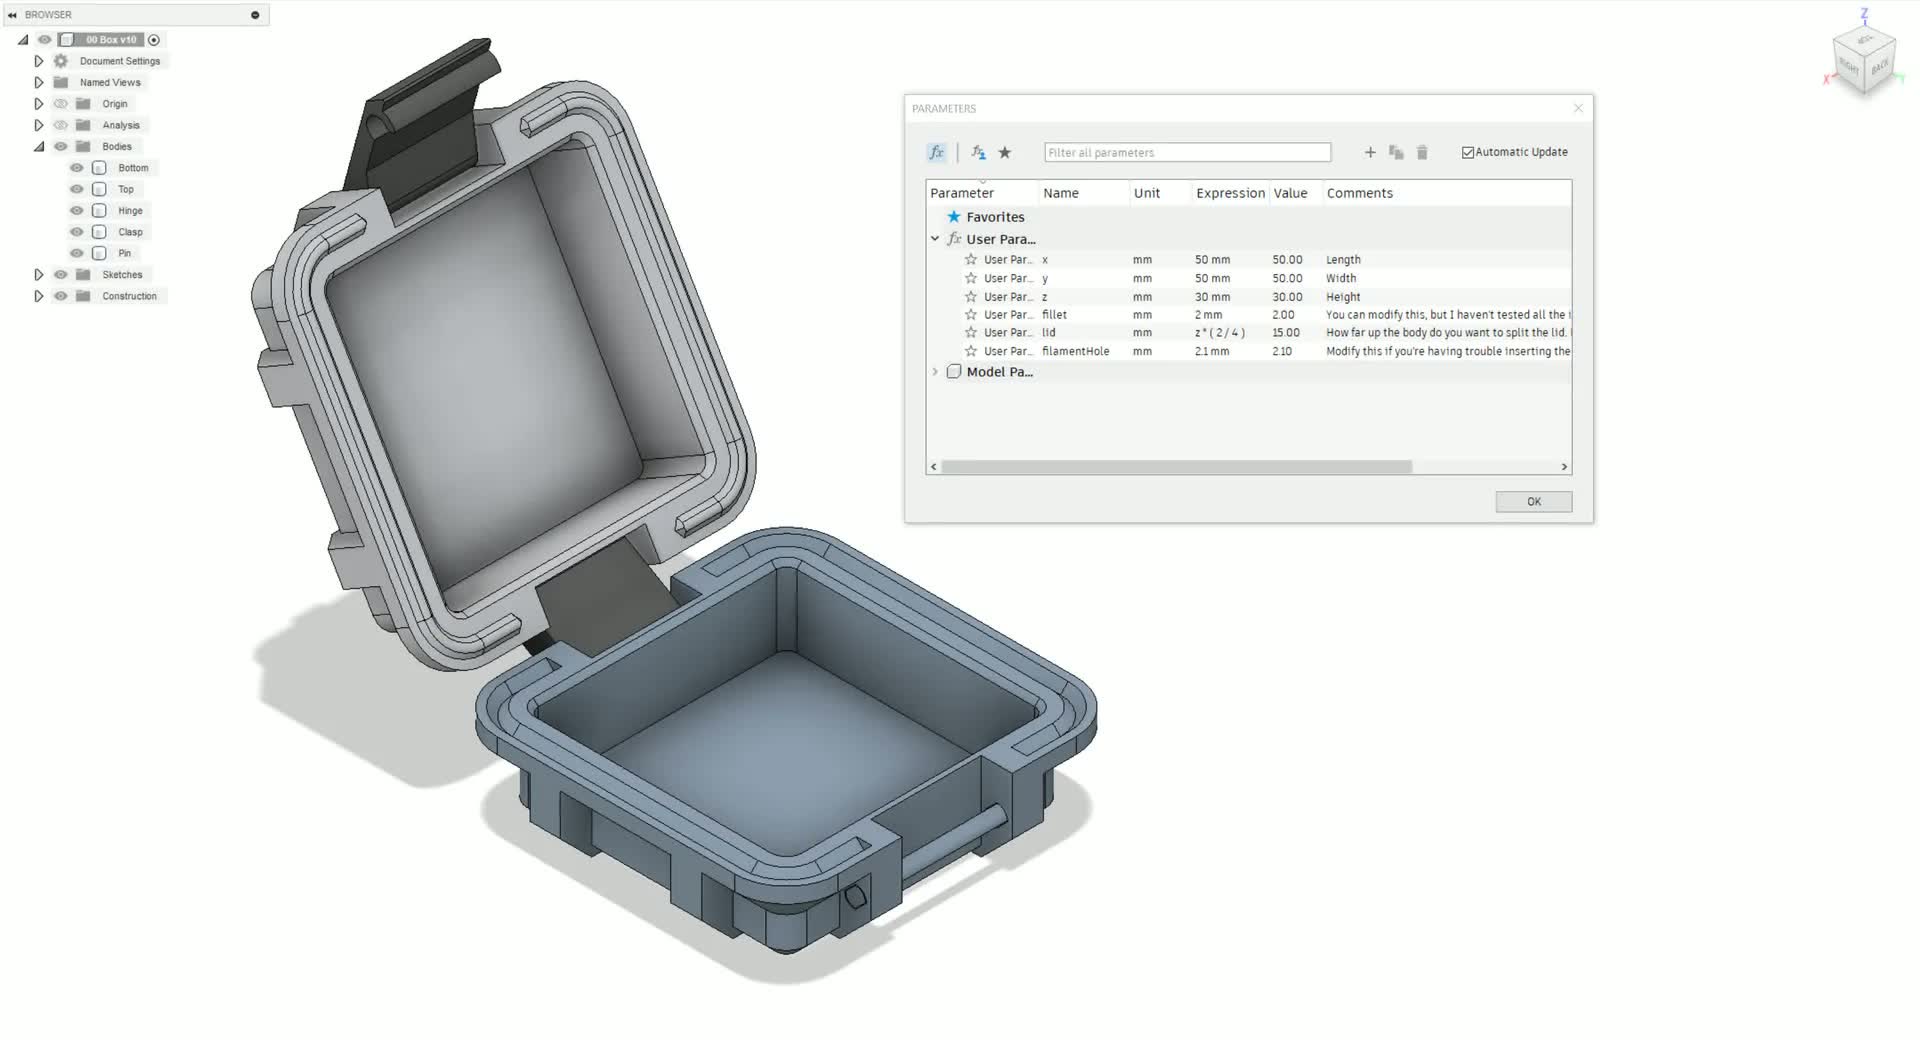 BROWSER
00 Box v10
Document Settings
Named Views
Origin
Analysis
Bodies
Bottom
Top
Hinge
Clasp
Pin
Sketches
Construction
PARAMETERS
fx
Filter all parameters
Automatic Update
Parameter Name Unit Expression Value Comments
Favorites
fx User Para...
User Par... x mm 50 mm 50.00 Length
User Par... y mm 50 mm 50.00 Width
User Par... z mm 30 mm 30.00 Height
User Par... fillet mm 2 mm 2.00 You can modify this, but I haven't tested all the
User Par... lid mm z * ( 2 / 4 ) 15.00 How far up the body do you want to split the lid.
User Par... filamentHole mm 2.1 mm 2.10 Modify this if you're having trouble inserting the
Model Pa...
OK
Z
X
RIGHT
BACK